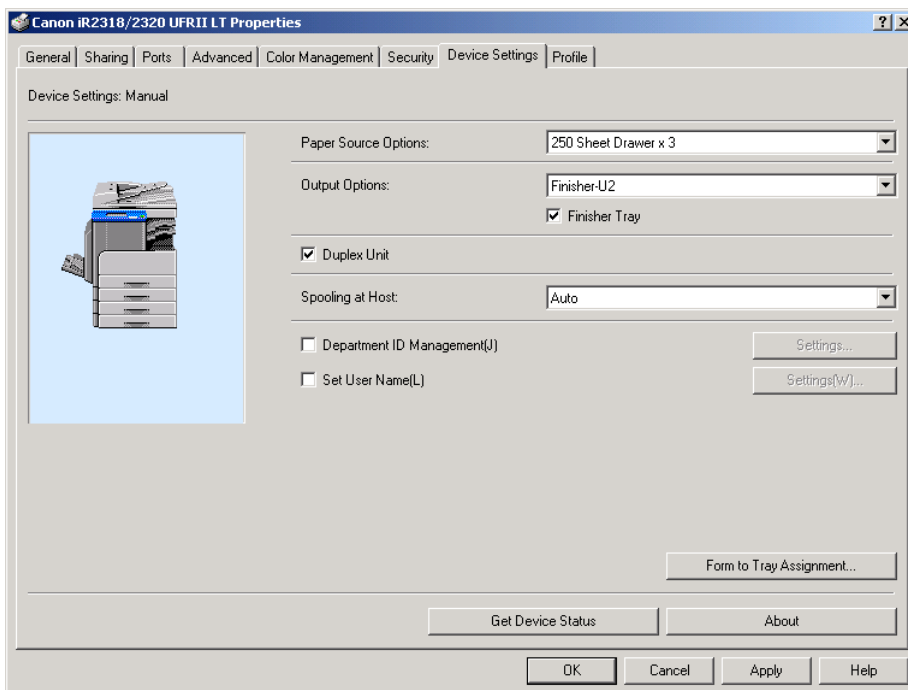 Canon iR2318/2320 UFRII LT Properties
General Sharing Ports Advanced Color Management Security Device Settings Profile
Device Settings: Manual
Paper Source Options: 250 Sheet Drawer x 3
Output Options: Finisher-U2
Finisher Tray
Duplex Unit
Spooling at Host: Auto
Department ID Management(J) Settings...
Set User Name(L) Settings(W)...
Form to Tray Assignment...
Get Device Status About
OK Cancel Apply Help